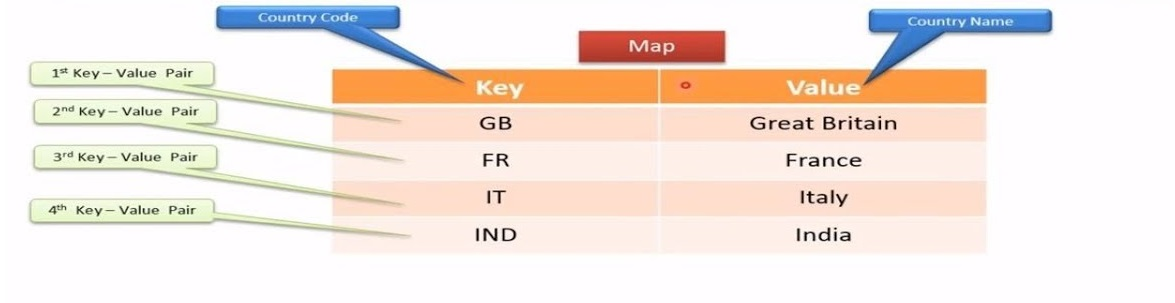 Country Code
Country Name
Map
1st Key – Value Pair
2nd Key – Value Pair
3rd Key – Value Pair
4th Key – Value Pair
Key Value
GB Great Britain
FR France
IT Italy
IND India